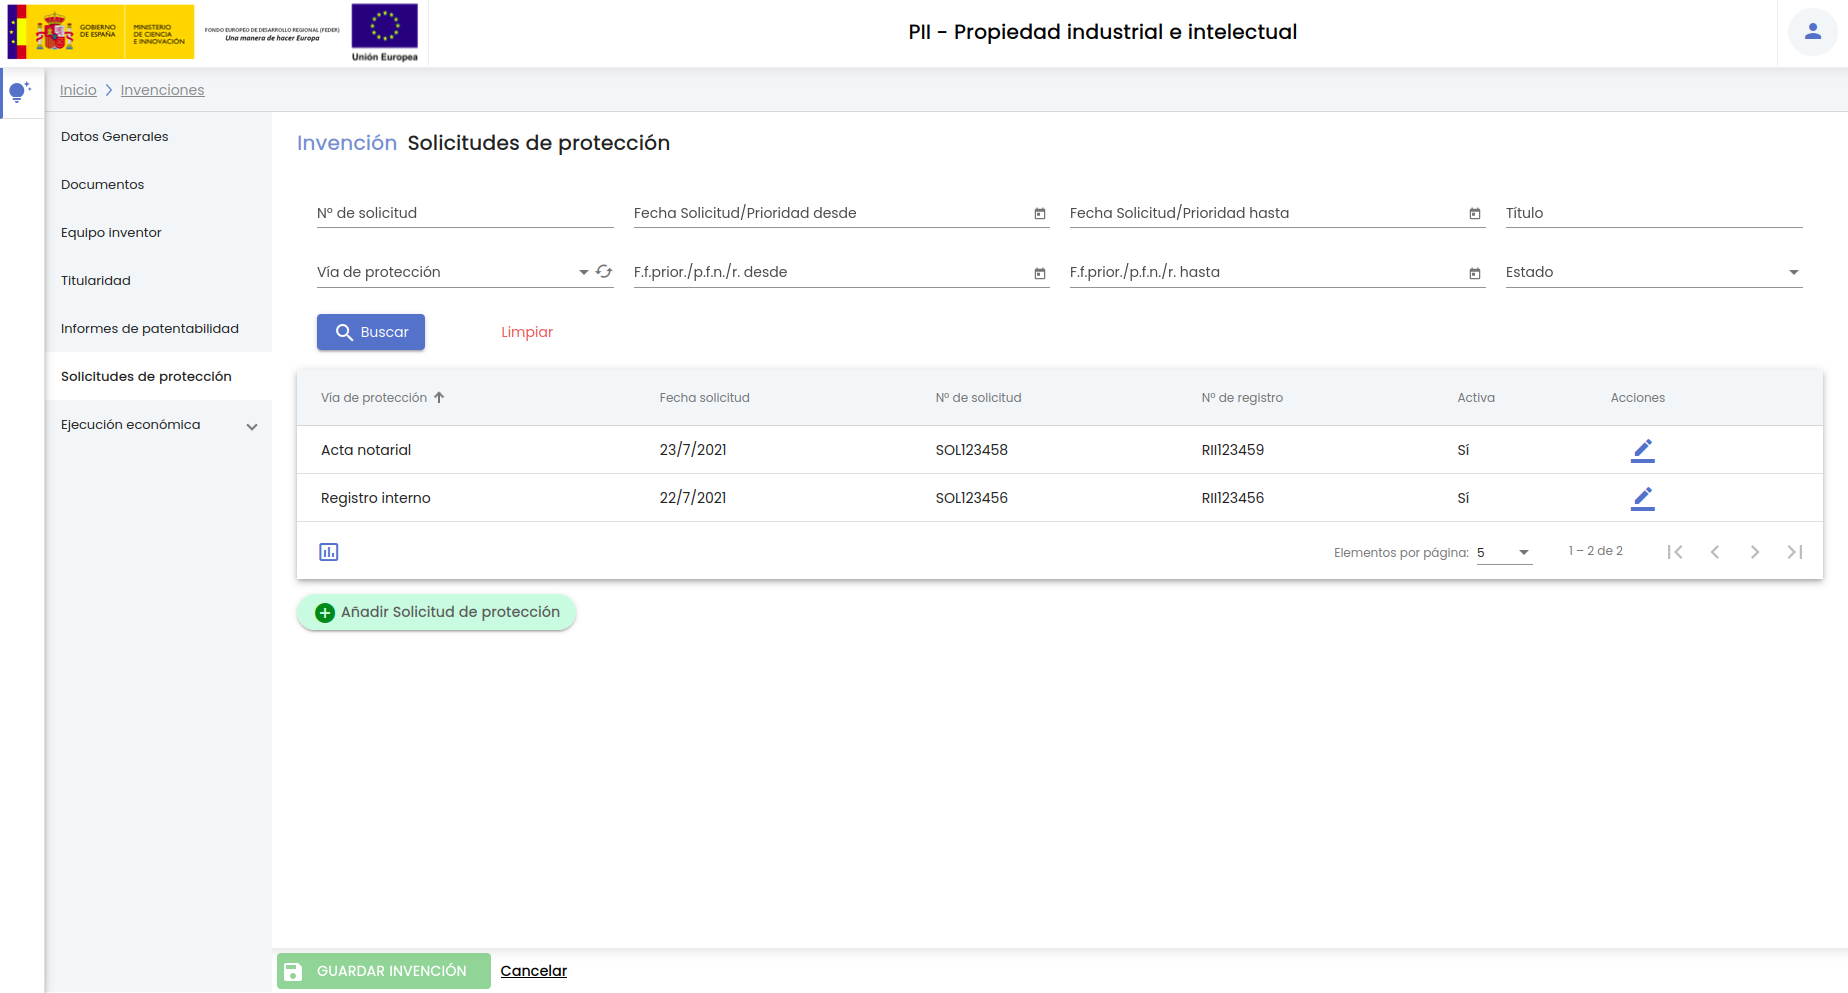 GOBIERNO
DE ESPAÑA
MINISTERIO
DE CIENCIA
E INNOVACIÓN
FONDO EUROPEO DE DESARROLLO REGIONAL (FEDER)
Una manera de hacer Europa
Unión Europea
PII - Propiedad industrial e intelectual
Inicio > Invenciones
Datos Generales
Documentos
Equipo inventor
Titularidad
Informes de patentabilidad
Solicitudes de protección
Ejecución económica
Invención Solicitudes de protección
Nº de solicitud Fecha Solicitud/Prioridad desde Fecha Solicitud/Prioridad hasta Título
Vía de protección F.f.prior./p.f.n./r. desde F.f.prior./p.f.n./r. hasta Estado
Buscar Limpiar
Vía de protección Fecha solicitud Nº de solicitud Nº de registro Activa Acciones
Acta notarial 23/7/2021 SOL123458 RII123459 Sí
Registro interno 22/7/2021 SOL123456 RII123456 Sí
Elementos por página: 5 1 – 2 de 2
Añadir Solicitud de protección
GUARDAR INVENCIÓN Cancelar